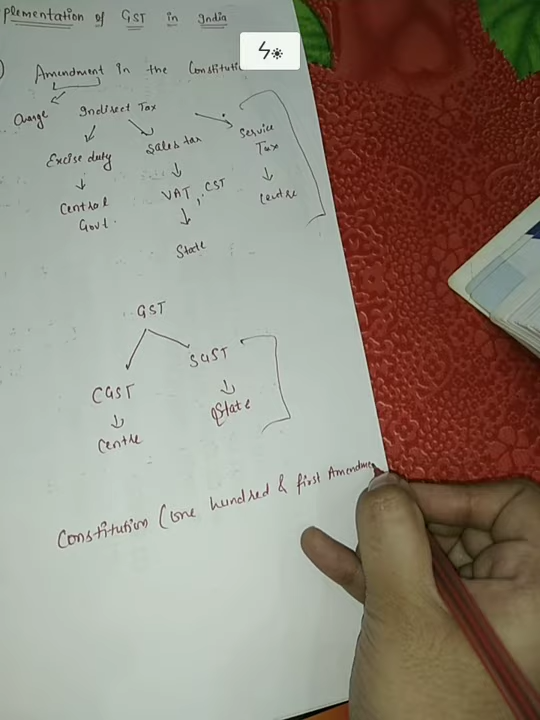 plementation of GST in India
Amendment in the Constituti
Change
Indirect Tax
Excise duty
Sales tax
Service
Tax
Central
Govt.
VAT, CST
Centre
State
GST
CGST
SGST
Centre
State
Constitution (one hundred & first Amendme